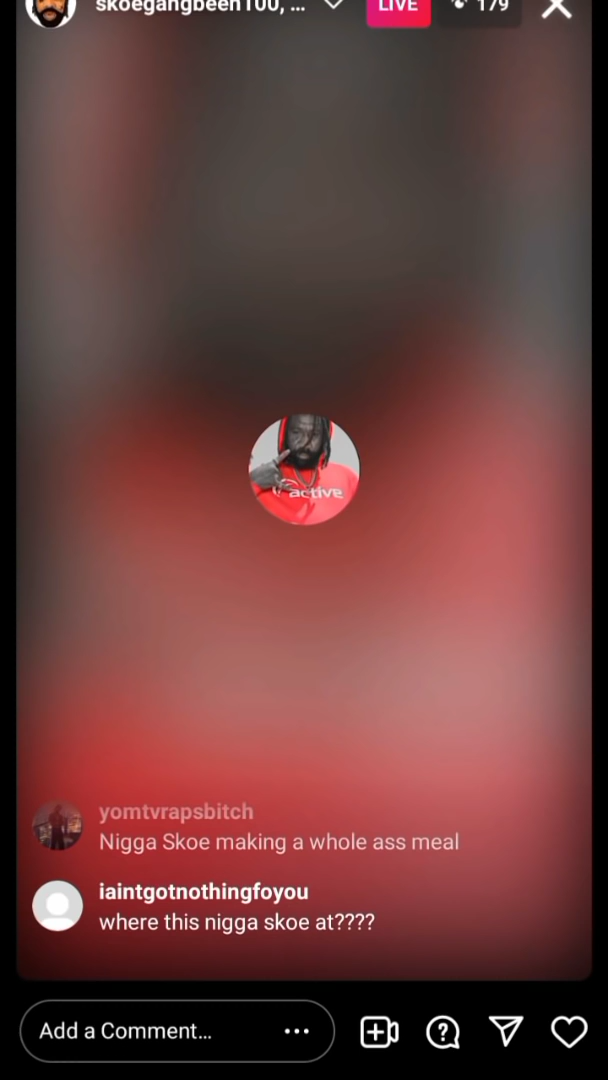 skoegangbeen100, ...
LIVE
179
active
yomtvrapsbitch
Nigga Skoe making a whole ass meal
iaintgotnothingfoyou
where this nigga skoe at????
Add a Comment...